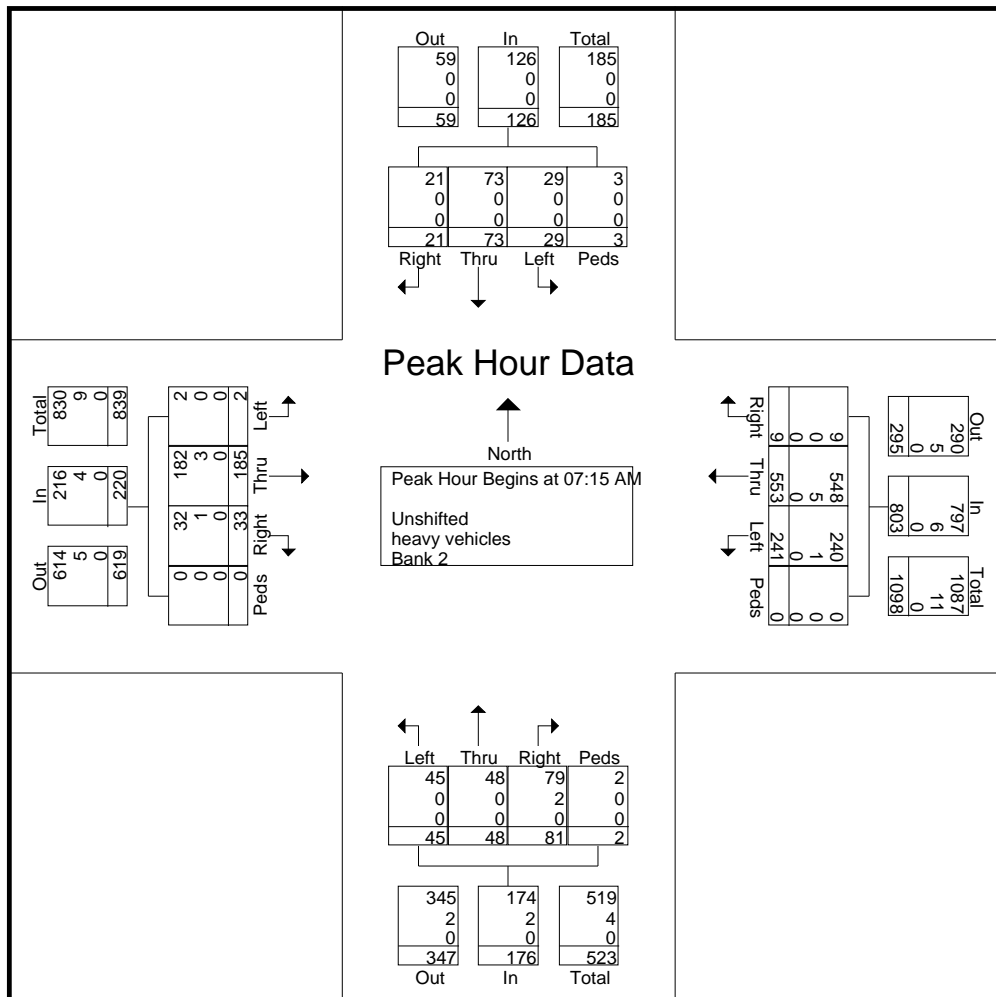 Out In Total
59 126 185
0 0 0
0 0 0
59 126 185
21 73 29 3
0 0 0 0
0 0 0 0
21 73 29 3
Right Thru Left Peds
Peak Hour Data
North
Peak Hour Begins at 07:15 AM
Unshifted
heavy vehicles
Bank 2
Out In Total
614 216 830
5 4 9
0 0 0
619 220 839
Peds Right Thru Left
0 32 182 2
0 1 3 0
0 0 0 0
0 33 185 2
Out In Total
290 797 1087
5 6 11
0 0 0
295 803 1098
9 548 240 0
0 5 1 0
0 0 0 0
9 553 241 0
Right Thru Left Peds
Left Thru Right Peds
45 48 79 2
0 0 2 0
0 0 0 0
45 48 81 2
345 174 519
2 2 4
0 0 0
347 176 523
Out In Total